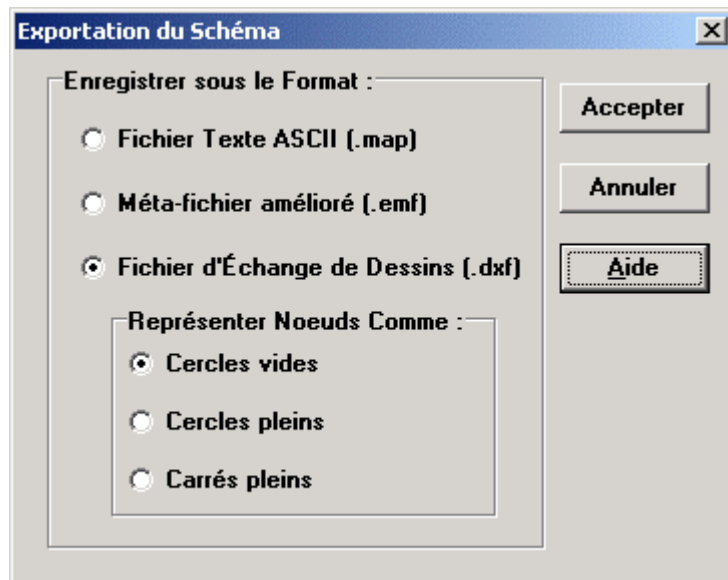 Exportation du Schéma
Enregistrer sous le Format :
Fichier Texte ASCII (.map)
Méta-fichier amélioré (.emf)
Fichier d'Échange de Dessins (.dxf)
Représenter Noeuds Comme :
Cercles vides
Cercles pleins
Carrés pleins
Accepter
Annuler
Aide